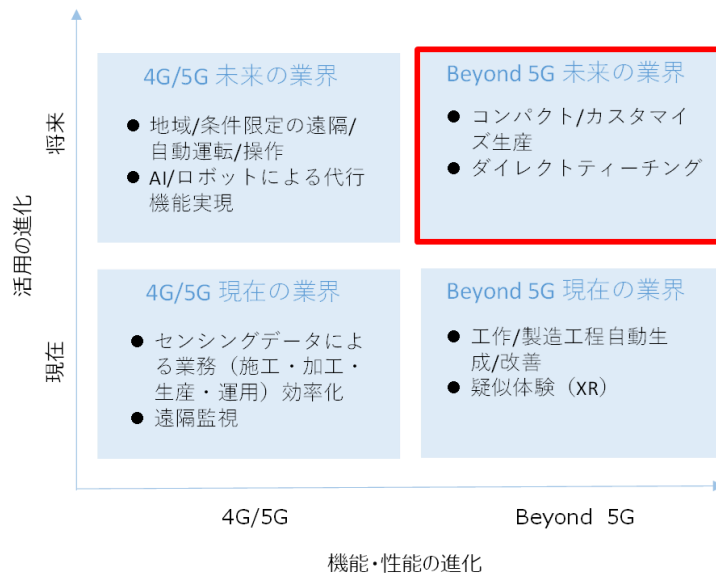 4G/5G 未来の業界
● 地域/条件限定の遠隔/
自動運転/操作
● AI/ロボットによる代行
機能実現
Beyond 5G 未来の業界
● コンパクト/カスタマイ
ズ生産
● ダイレクトティーチング
4G/5G 現在の業界
● センシングデータによ
る業務（施工・加工・
生産・運用）効率化
● 遠隔監視
Beyond 5G 現在の業界
● 工作/製造工程自動生
成/改善
● 疑似体験（XR）
将来
現在
活用の進化
4G/5G
Beyond 5G
機能・性能の進化